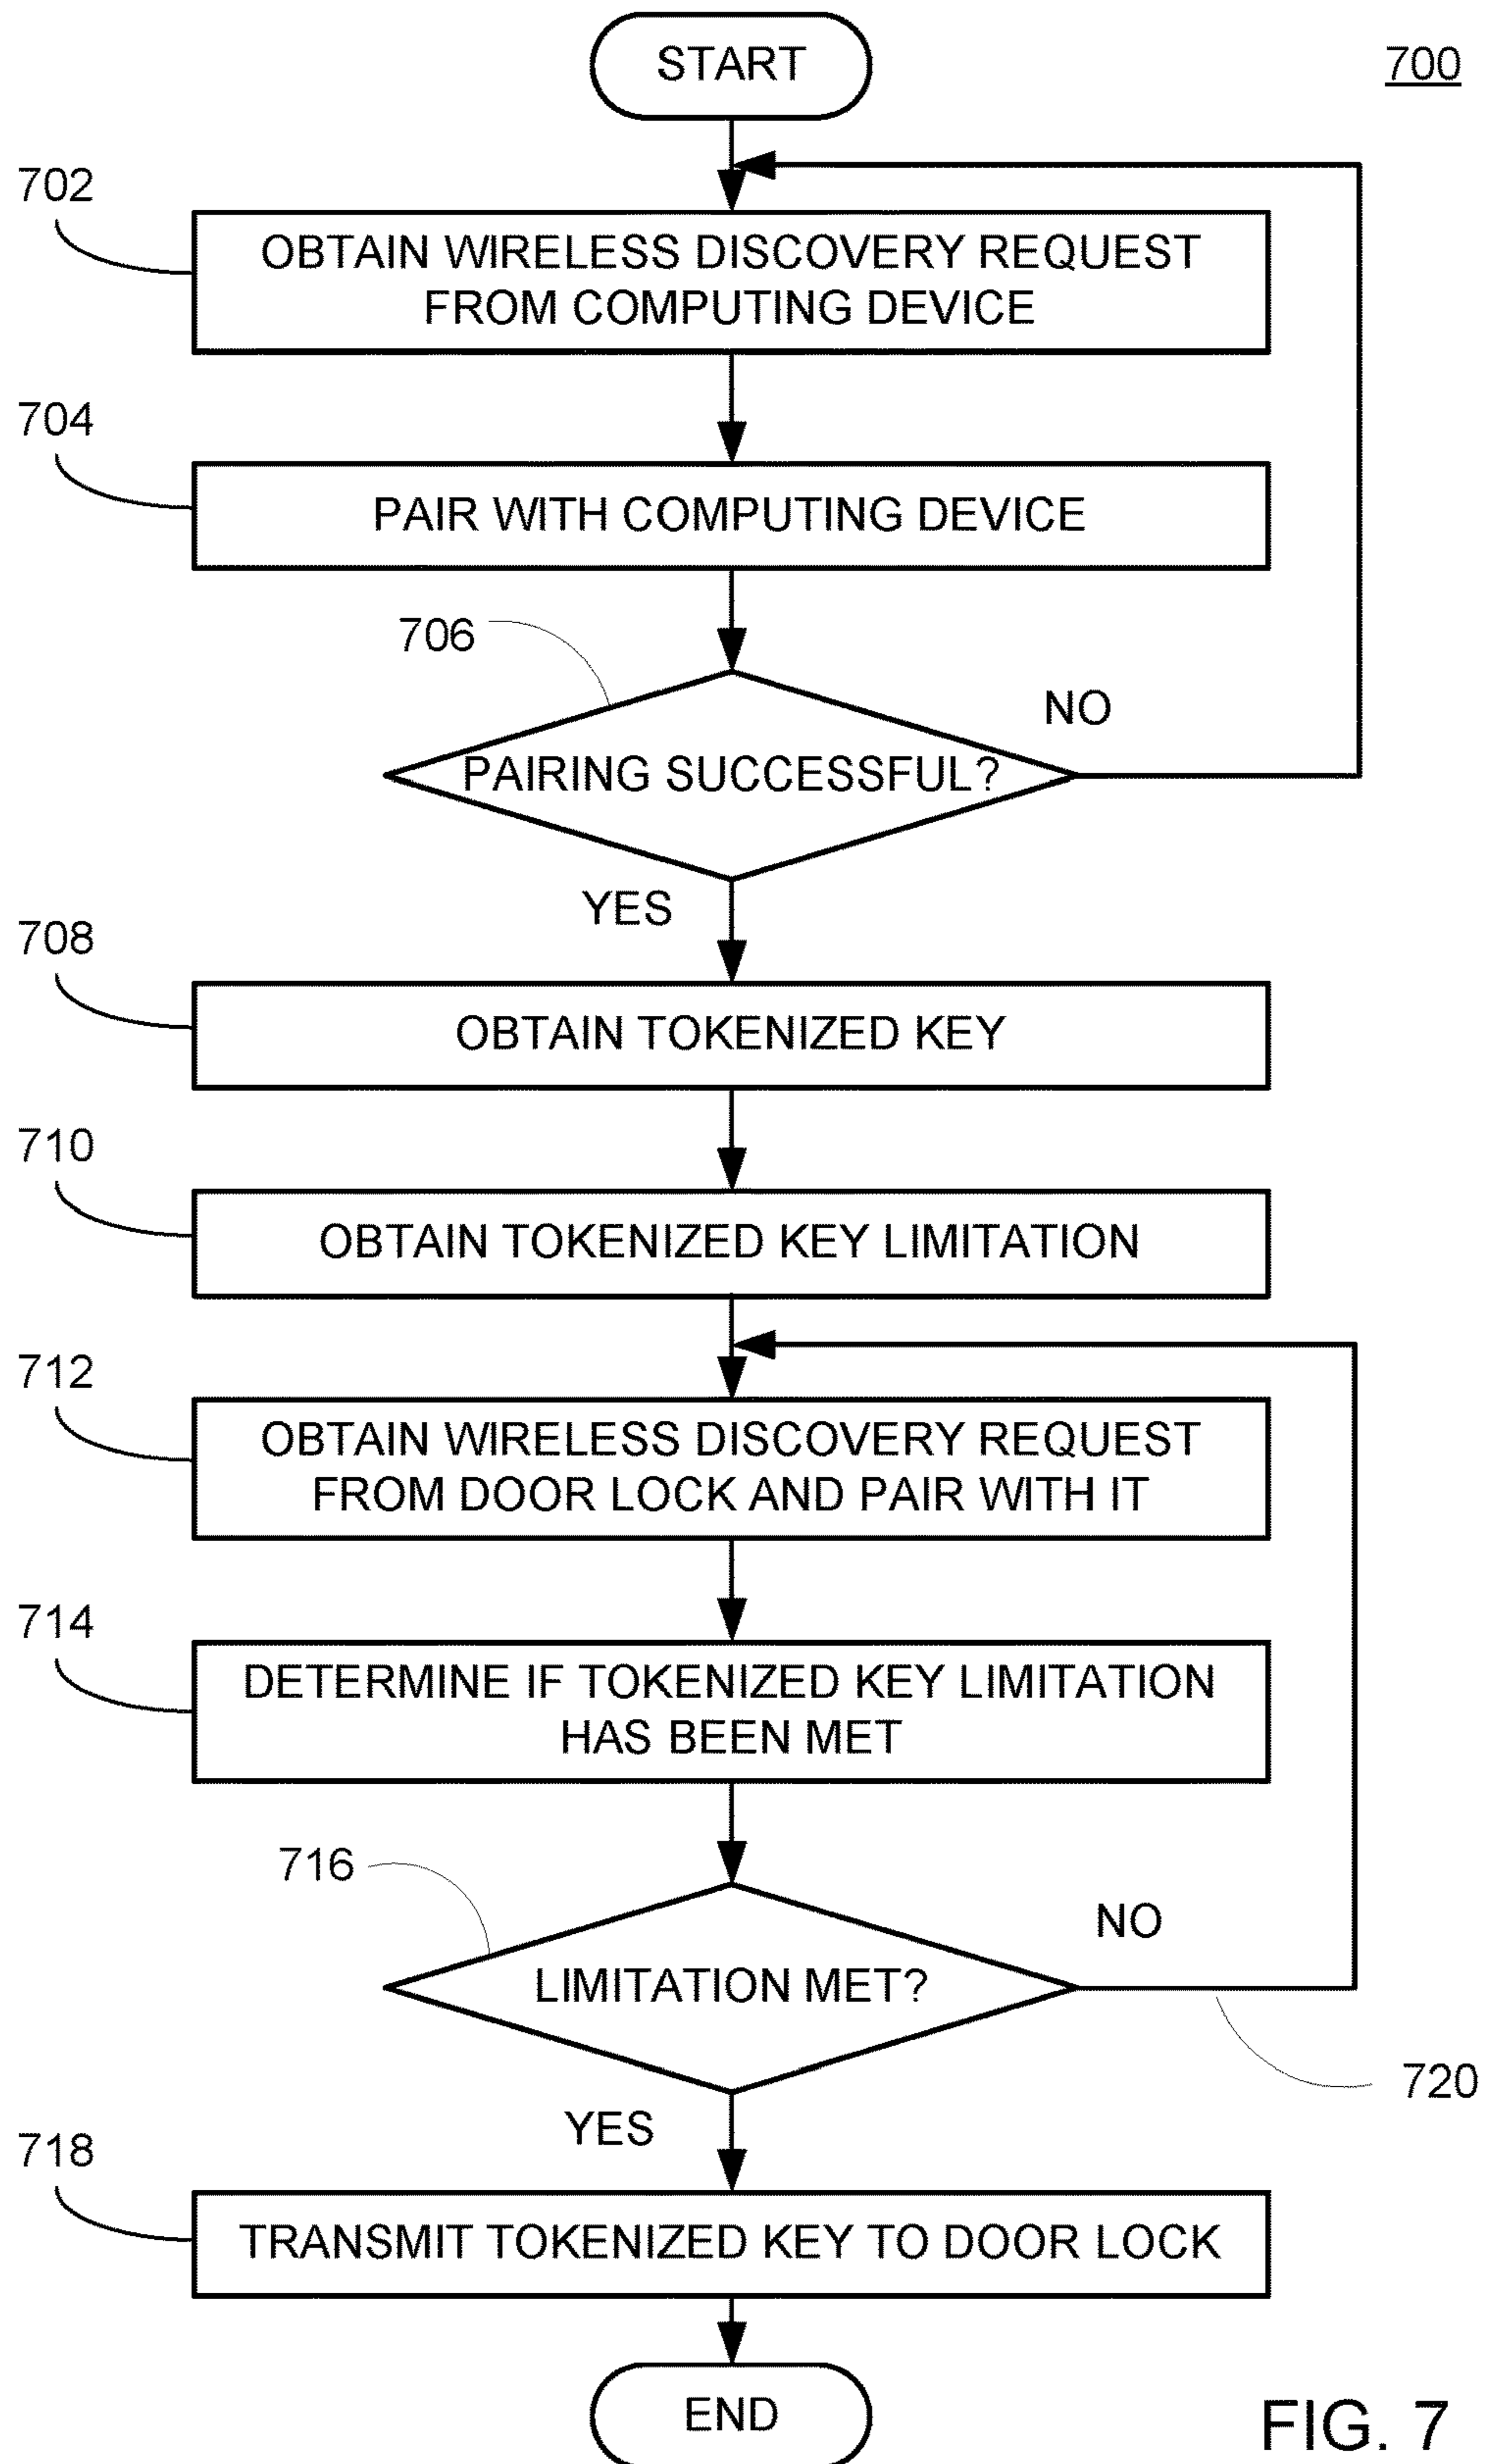 START
700
702
OBTAIN WIRELESS DISCOVERY REQUEST
FROM COMPUTING DEVICE
704
PAIR WITH COMPUTING DEVICE
706
NO
PAIRING SUCCESSFUL?
YES
708
OBTAIN TOKENIZED KEY
710
OBTAIN TOKENIZED KEY LIMITATION
712
OBTAIN WIRELESS DISCOVERY REQUEST
FROM DOOR LOCK AND PAIR WITH IT
714
DETERMINE IF TOKENIZED KEY LIMITATION
HAS BEEN MET
716
NO
LIMITATION MET?
720
YES
718
TRANSMIT TOKENIZED KEY TO DOOR LOCK
END
FIG. 7